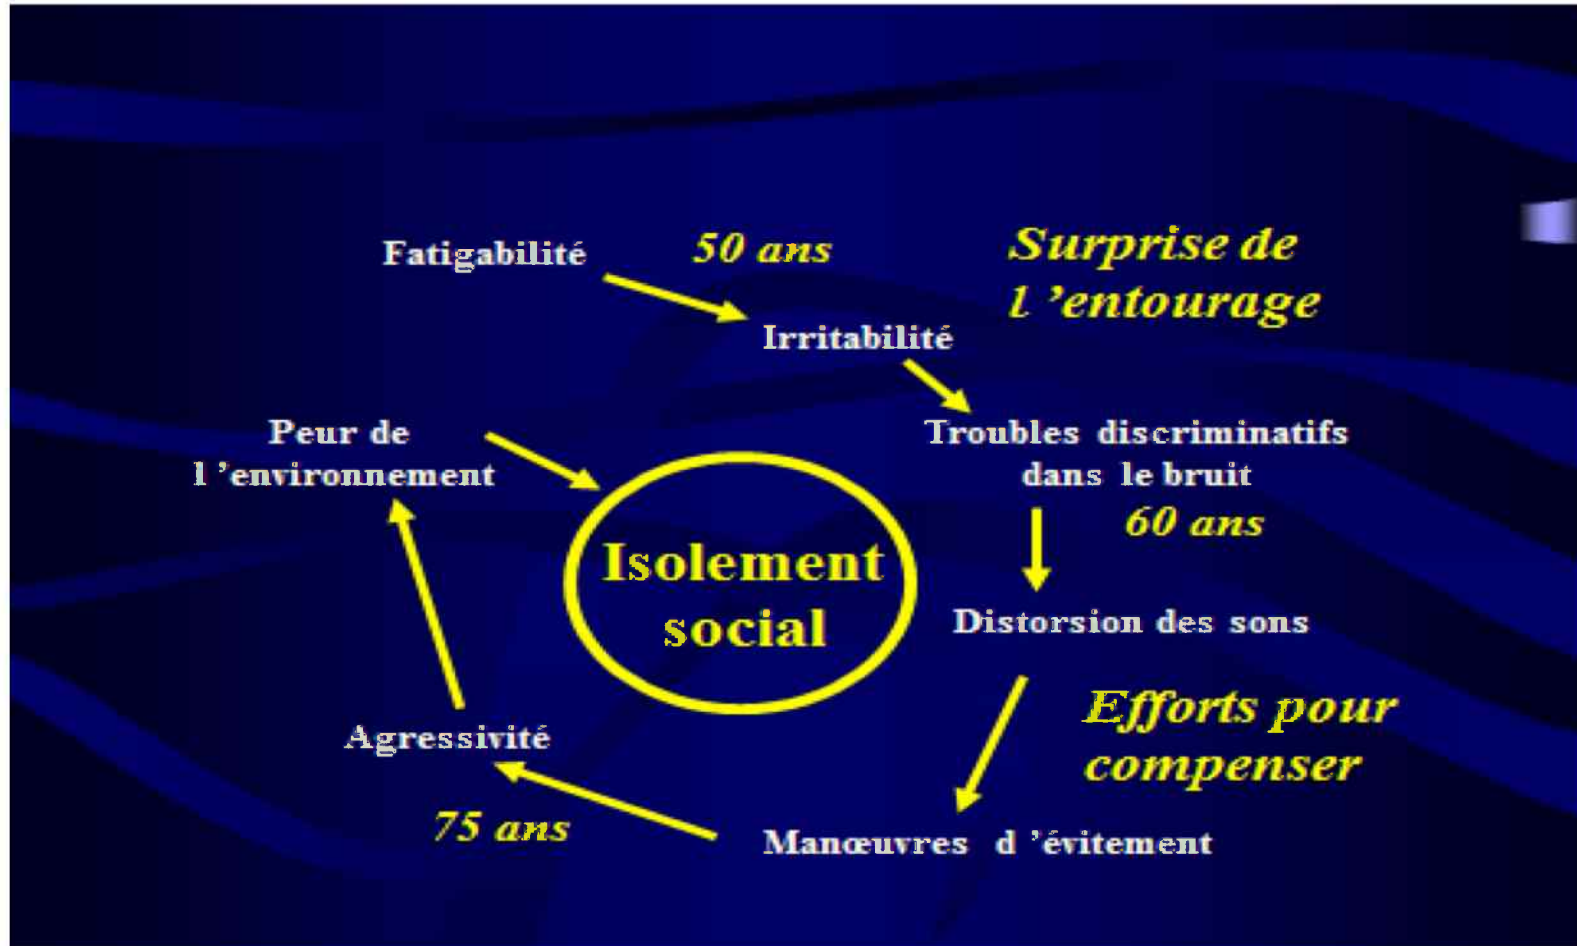 Fatigabilité
50 ans
Surprise de
l ’entourage
Irritabilité
Peur de
l ’environnement
Troubles discriminatifs
dans le bruit
60 ans
Isolement
social
Distorsion des sons
Efforts pour
compenser
Agressivité
75 ans
Manœuvres d ’évitement